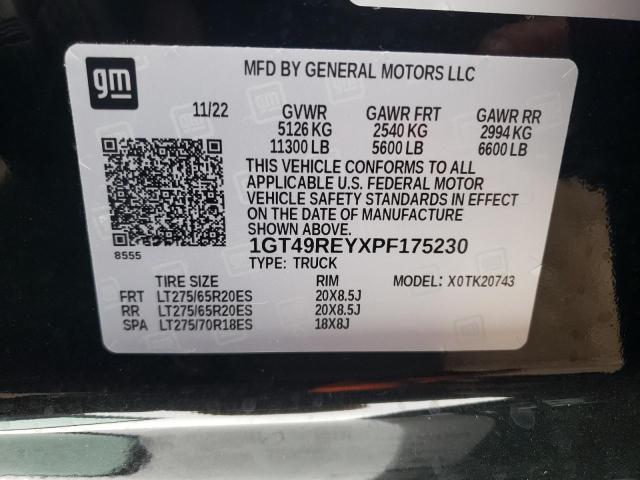 gm
MFD BY GENERAL MOTORS LLC
11/22 GVWR GAWR FRT GAWR RR
5126 KG 2540 KG 2994 KG
11300 LB 5600 LB 6600 LB
THIS VEHICLE CONFORMS TO ALL
APPLICABLE U.S. FEDERAL MOTOR
VEHICLE SAFETY STANDARDS IN EFFECT
ON THE DATE OF MANUFACTURE
SHOWN ABOVE.
8555
1GT49REYXPF175230
TYPE: TRUCK
TIRE SIZE RIM MODEL: X0TK20743
FRT LT275/65R20ES 20X8.5J
RR LT275/65R20ES 20X8.5J
SPA LT275/70R18ES 18X8J